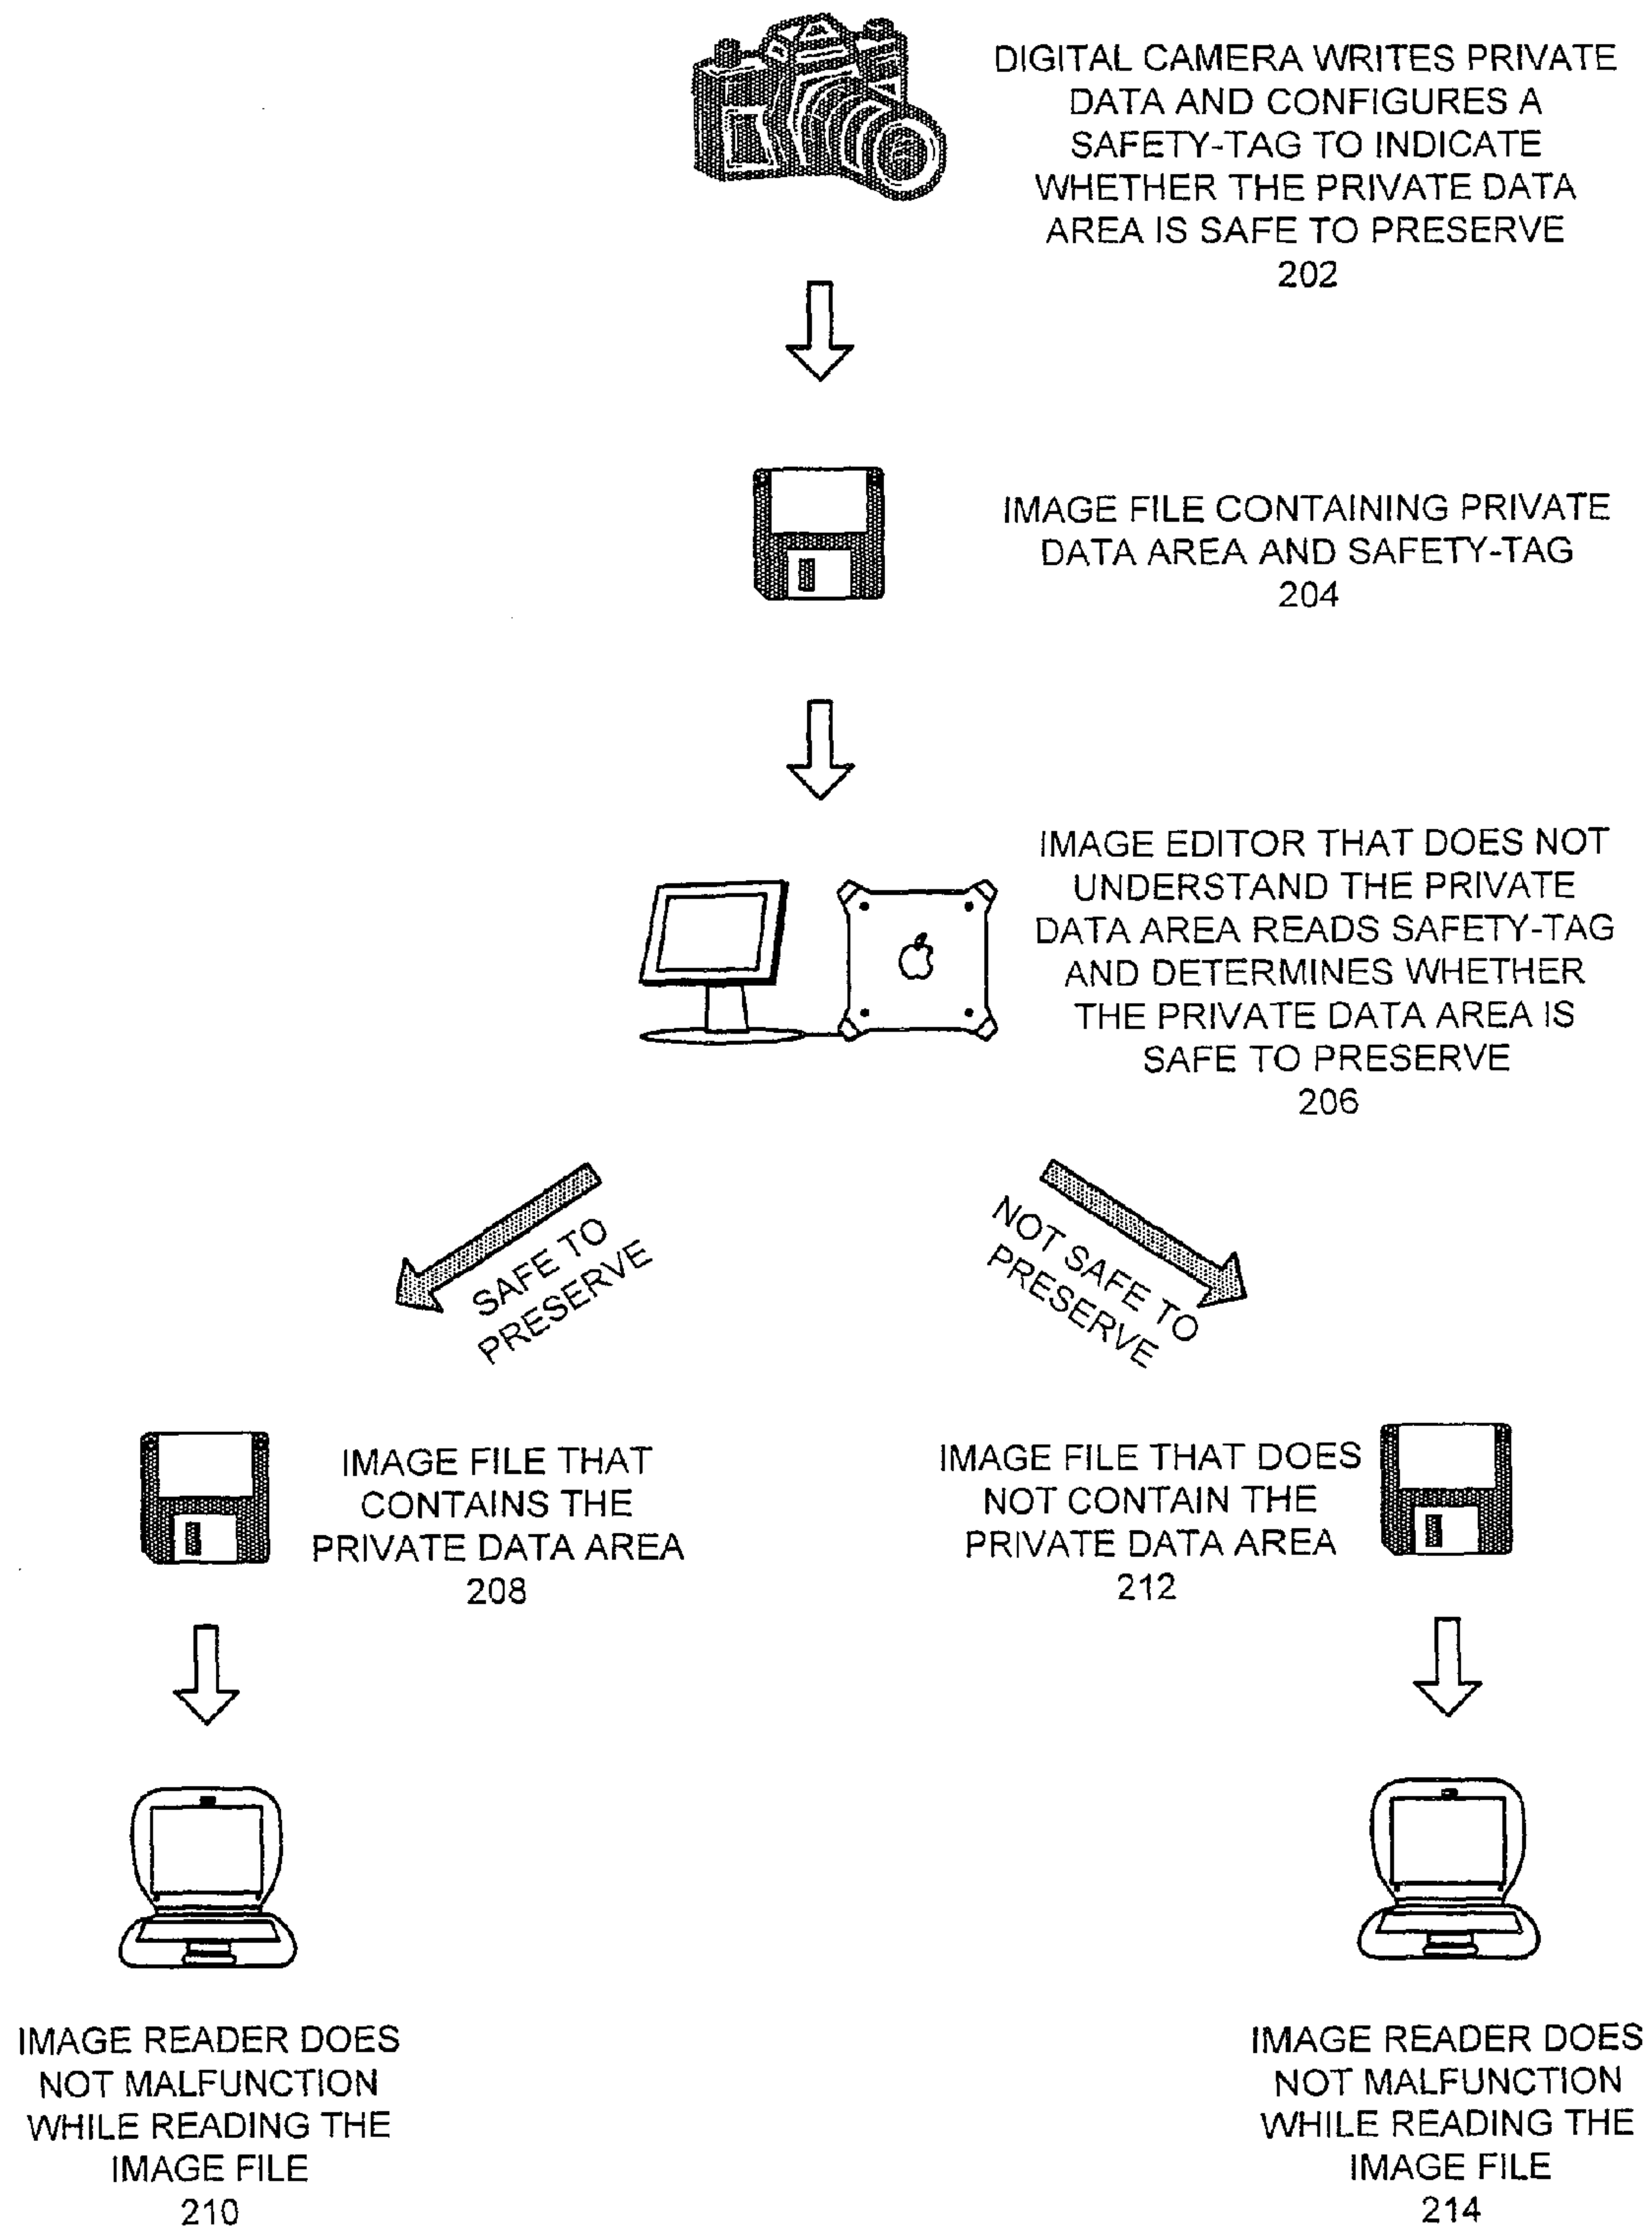 DIGITAL CAMERA WRITES PRIVATE
DATA AND CONFIGURES A
SAFETY-TAG TO INDICATE
WHETHER THE PRIVATE DATA
AREA IS SAFE TO PRESERVE
202
IMAGE FILE CONTAINING PRIVATE
DATA AREA AND SAFETY-TAG
204
IMAGE EDITOR THAT DOES NOT
UNDERSTAND THE PRIVATE
DATA AREA READS SAFETY-TAG
AND DETERMINES WHETHER
THE PRIVATE DATA AREA IS
SAFE TO PRESERVE
206
SAFE TO
PRESERVE
NOT SAFE TO
PRESERVE
IMAGE FILE THAT
CONTAINS THE
PRIVATE DATA AREA
208
IMAGE FILE THAT DOES
NOT CONTAIN THE
PRIVATE DATA AREA
212
IMAGE READER DOES
NOT MALFUNCTION
WHILE READING THE
IMAGE FILE
210
IMAGE READER DOES
NOT MALFUNCTION
WHILE READING THE
IMAGE FILE
214